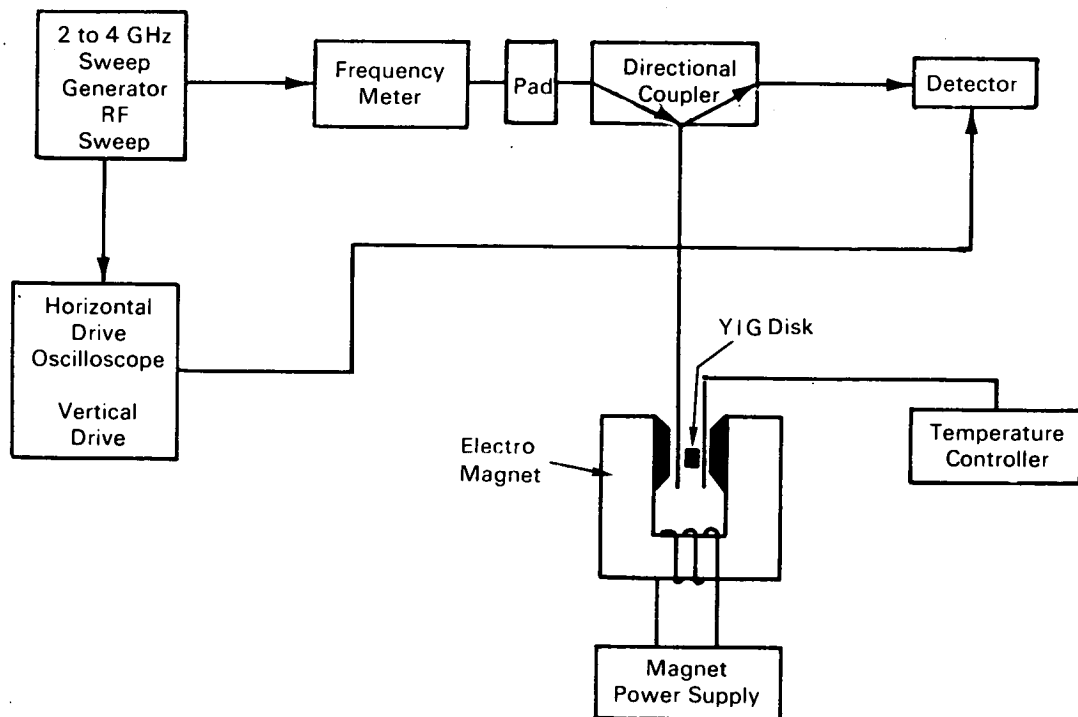 2 to 4 GHz
Sweep
Generator
RF
Sweep
Frequency
Meter
Pad
Directional
Coupler
Detector
Horizontal
Drive
Oscilloscope
Vertical
Drive
YIG Disk
Electro
Magnet
Temperature
Controller
Magnet
Power Supply